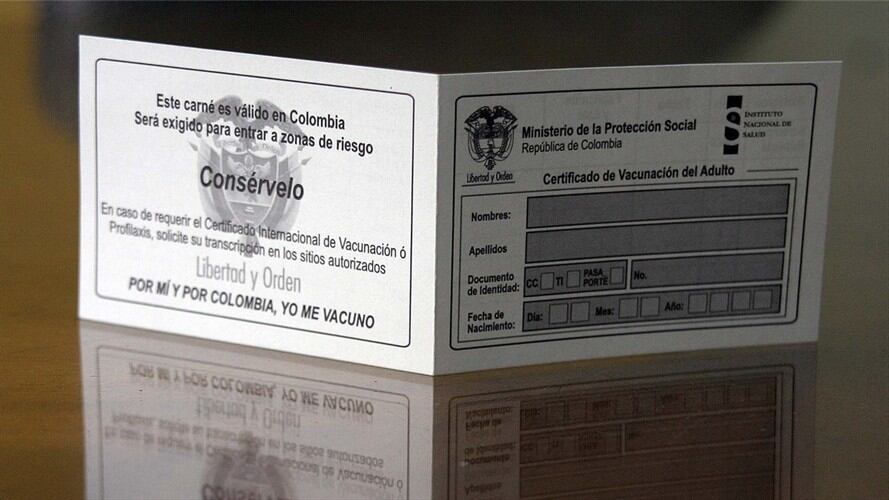 Este carné es válido en Colombia
Será exigido para entrar a zonas de riesgo
Consérvelo
En caso de requerir el Certificado Internacional de Vacunación ó
Profilaxis, solicite su transcripción en los sitios autorizados
Libertad y Orden
POR MÍ Y POR COLOMBIA, YO ME VACUNO
Ministerio de la Protección Social
República de Colombia
Libertad y Orden
INSTITUTO
NACIONAL DE
SALUD
Certificado de Vacunación del Adulto
Nombres:
Apellidos
Documento
de Identidad:
CC
TI
PASA
PORTE
No.
Fecha de
Nacimiento:
Día:
Mes:
Año: